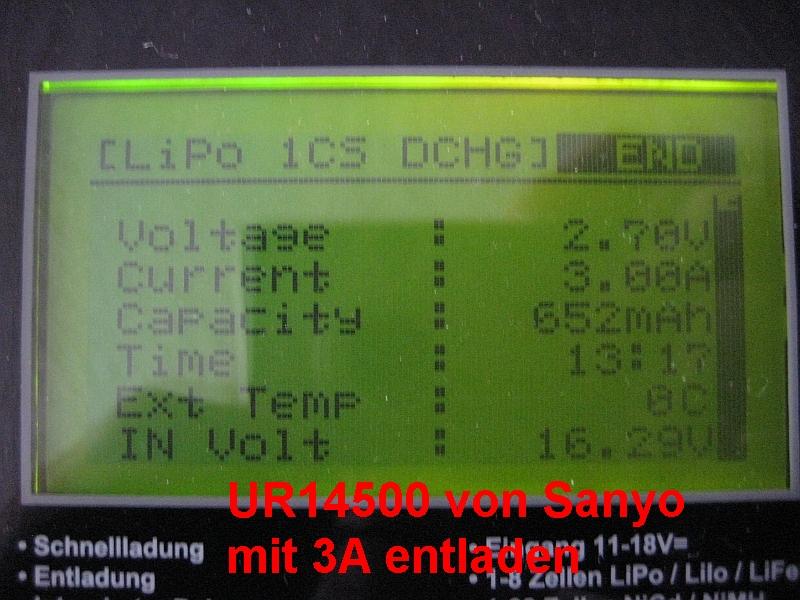 [LiPo 1CS DCHG] END
Voltage : 2.70V
Current : 3.00A
Capacity : 652mAh
Time : 13:17
Ext Temp : 0C
IN Volt : 16.29V
UR14500 von Sanyo
mit 3A entladen
• Schnellladung
• Entladung
• Eingang 11-18V=
• 1-8 Zellen LiPo / LiIo / LiFe